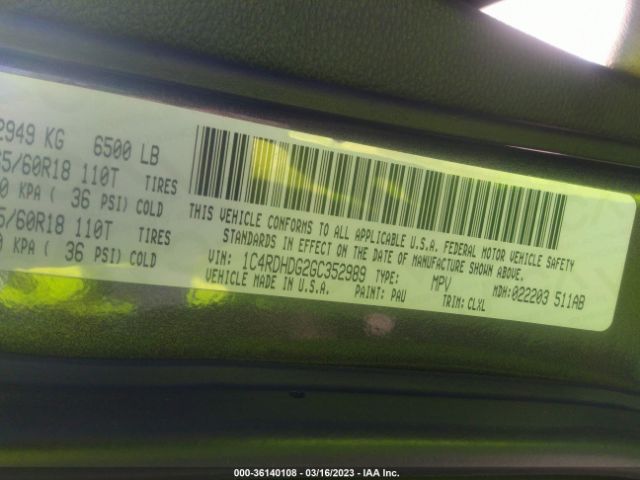 2949 KG 6500 LB
5/60R18 110T TIRES
0 KPA ( 36 PSI) COLD
5/60R18 110T TIRES
0 KPA ( 36 PSI) COLD
THIS VEHICLE CONFORMS TO ALL APPLICABLE U.S.A. FEDERAL MOTOR VEHICLE SAFETY
STANDARDS IN EFFECT ON THE DATE OF MANUFACTURE SHOWN ABOVE.
VIN: 1C4RDHDG2GC352989 TYPE: MPV MDH:022203 511AB
VEHICLE MADE IN U.S.A. PAINT: PAU TRIM: CLXL
000-36140108 - 03/16/2023 - IAA Inc.